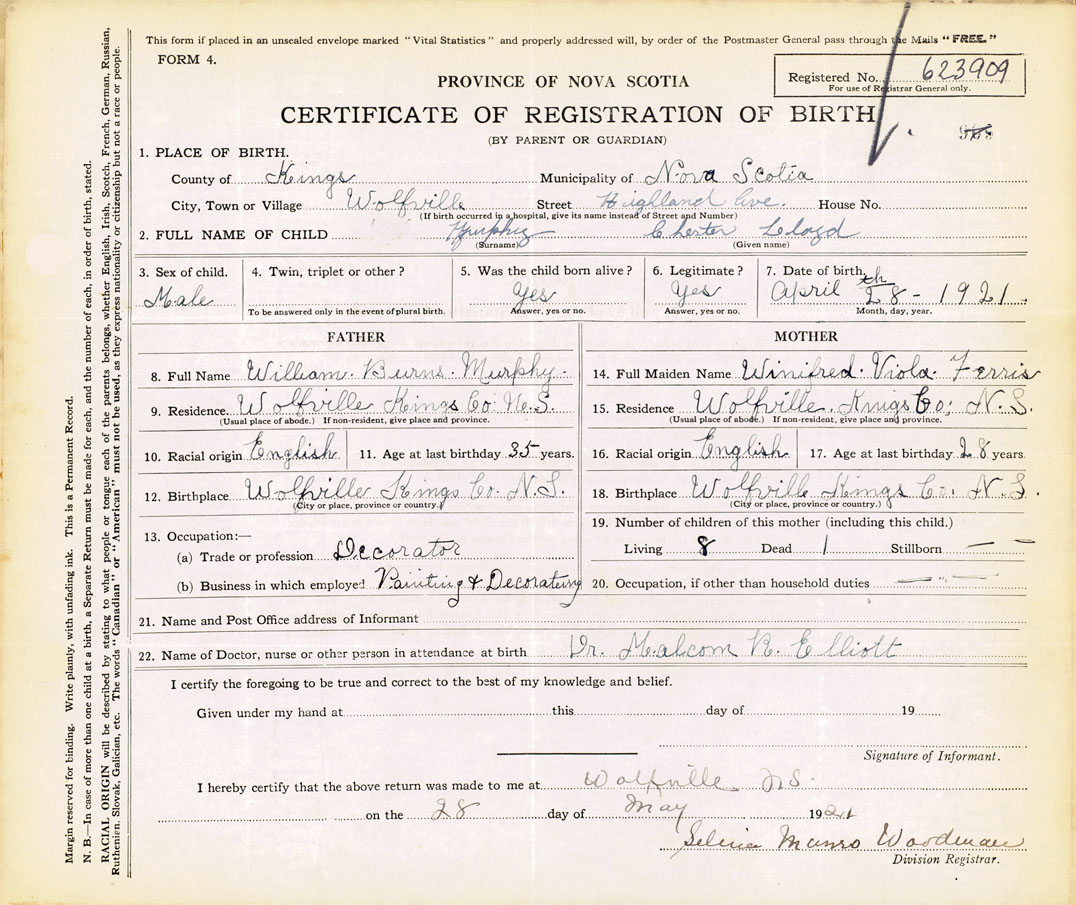 This form if placed in an unsealed envelope marked "Vital Statistics" and properly addressed will, by order of the Postmaster General pass through the Mails "FREE."
FORM 4.
PROVINCE OF NOVA SCOTIA
Registered No. 623909
For use of Registrar General only.
CERTIFICATE OF REGISTRATION OF BIRTH
(BY PARENT OR GUARDIAN)
1. PLACE OF BIRTH.
County of Kings Municipality of Nova Scotia
City, Town or Village Wolfville Street Highland Ave. House No.
(If birth occurred in a hospital, give its name instead of Street and Number)
2. FULL NAME OF CHILD Murphy Chester Lloyd
(Surname) (Given name)
3. Sex of child. 4. Twin, triplet or other? 5. Was the child born alive? 6. Legitimate? 7. Date of birth.
Male Yes Yes April 28th - 1921.
To be answered only in the event of plural birth. Answer, yes or no. Answer, yes or no. Month, day, year.
FATHER
8. Full Name William Burns Murphy.
9. Residence Wolfville Kings Co. N.S.
(Usual place of abode.) If non-resident, give place and province.
10. Racial origin English 11. Age at last birthday 35 years.
12. Birthplace Wolfville Kings Co. N.S.
(City or place, province or country.)
13. Occupation:—
(a) Trade or profession Decorator
(b) Business in which employed Painting & Decorating
MOTHER
14. Full Maiden Name Winifred Viola Ferris
15. Residence Wolfville, Kings Co; N.S.
(Usual place of abode.) If non-resident, give place and province.
16. Racial origin English 17. Age at last birthday 28 years
18. Birthplace Wolfville Kings Co. N.S.
(City or place, province or country.)
19. Number of children of this mother (including this child.)
Living 8 Dead 1 Stillborn —
20. Occupation, if other than household duties — " —
21. Name and Post Office address of Informant
22. Name of Doctor, nurse or other person in attendance at birth Dr. Malcom R. Elliott
I certify the foregoing to be true and correct to the best of my knowledge and belief.
Given under my hand at this day of 19
Signature of Informant.
I hereby certify that the above return was made to me at Wolfville N.S.
on the 28 day of May 1921
Selina Munro Woodman
Division Registrar.
Margin reserved for binding. Write plainly, with unfading ink. This is a Permanent Record.
N. B.—In case of more than one child at a birth, a Separate Return must be made for each, and the number of each, in order of birth, stated.
RACIAL ORIGIN will be described by stating to what people or tongue each of the parents belongs, whether English, Irish, Scotch, French, German, Russian,
Ruthenian, Slovak, Galician, etc. The words "Canadian" or "American" must not be used, as they express nationality or citizenship but not a race or people.